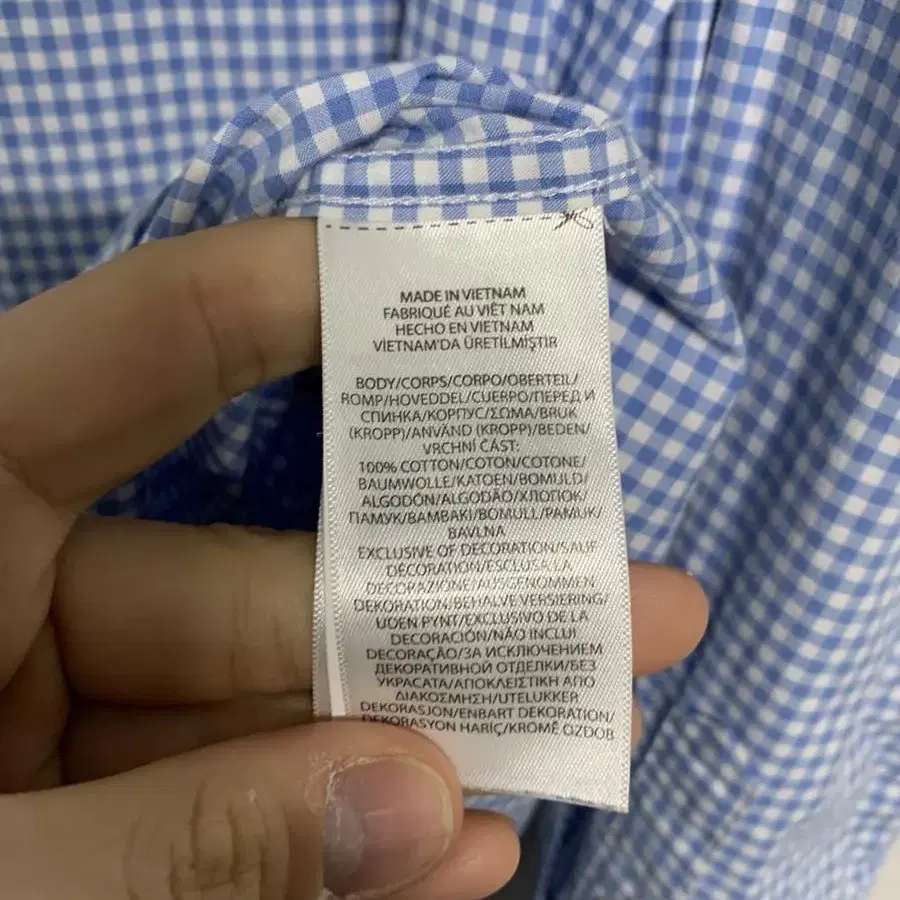 MADE IN VIETNAM
FABRIQUÉ AU VIÊT NAM
HECHO EN VIETNAM
VİETNAM'DA ÜRETİLMİŞTIR
BODY/CORPS/CORPO/OBERTEIL/
ROMP/HOVEDDEL/CUERPO/ПЕРЕД И
СПИНКА/КОРПУС/ΣΩΜΑ/BRUK
(KROPP)/ANVÄND (KROPP)/BEDEN/
VRCHNÍ ČÁST:
100% COTTON/COTON/COTONE/
BAUMWOLLE/KATOEN/BOMULD/
ALGODÓN/ALGODÃO/ХЛОПОК/
ПАМУК/ΒΑΜΒΑΚΙ/BOMULL/PAMUK/
BAVLNA
EXCLUSIVE OF DECORATION/SAUF
DÉCORATION/ESCLUSA LA
DECORAZIONE/AUSGENOMMEN
DEKORATION/BEHALVE VERSIERING/
UDEN PYNT/EXCLUSIVO DE LA
DECORACIÓN/NÃO INCLUI
DECORAÇÃO/ЗА ИСКЛЮЧЕНИЕМ
ДЕКОРАТИВНОЙ ОТДЕЛКИ/БЕЗ
УКРАСАТА/ΑΠΟΚΛΕΙΣΤΙΚΗ ΑΠΟ
ΔΙΑΚΟΣΜΗΣΗ/UTELUKKER
DEKORASJON/ENBART DEKORATION/
DEKORASYON HARİÇ/KROMĚ OZDOB